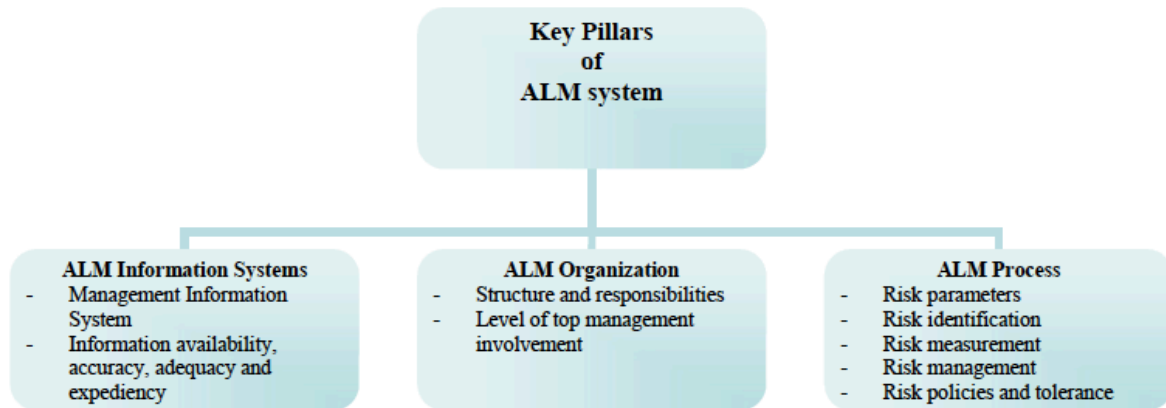 Key Pillars
of
ALM system
ALM Information Systems
- Management Information
System
- Information availability,
accuracy, adequacy and
expediency
ALM Organization
- Structure and responsibilities
- Level of top management
involvement
ALM Process
- Risk parameters
- Risk identification
- Risk measurement
- Risk management
- Risk policies and tolerance